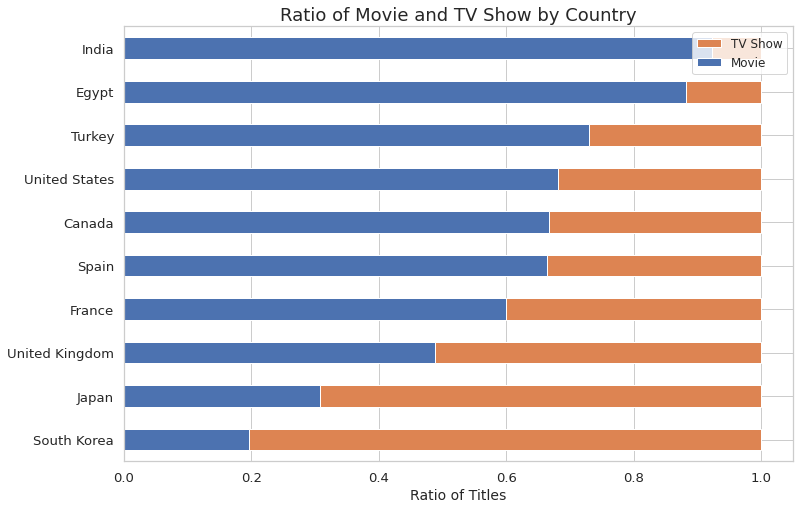 Ratio of Movie and TV Show by Country
TV Show
Movie
India
Egypt
Turkey
United States
Canada
Spain
France
United Kingdom
Japan
South Korea
0.0 0.2 0.4 0.6 0.8 1.0
Ratio of Titles